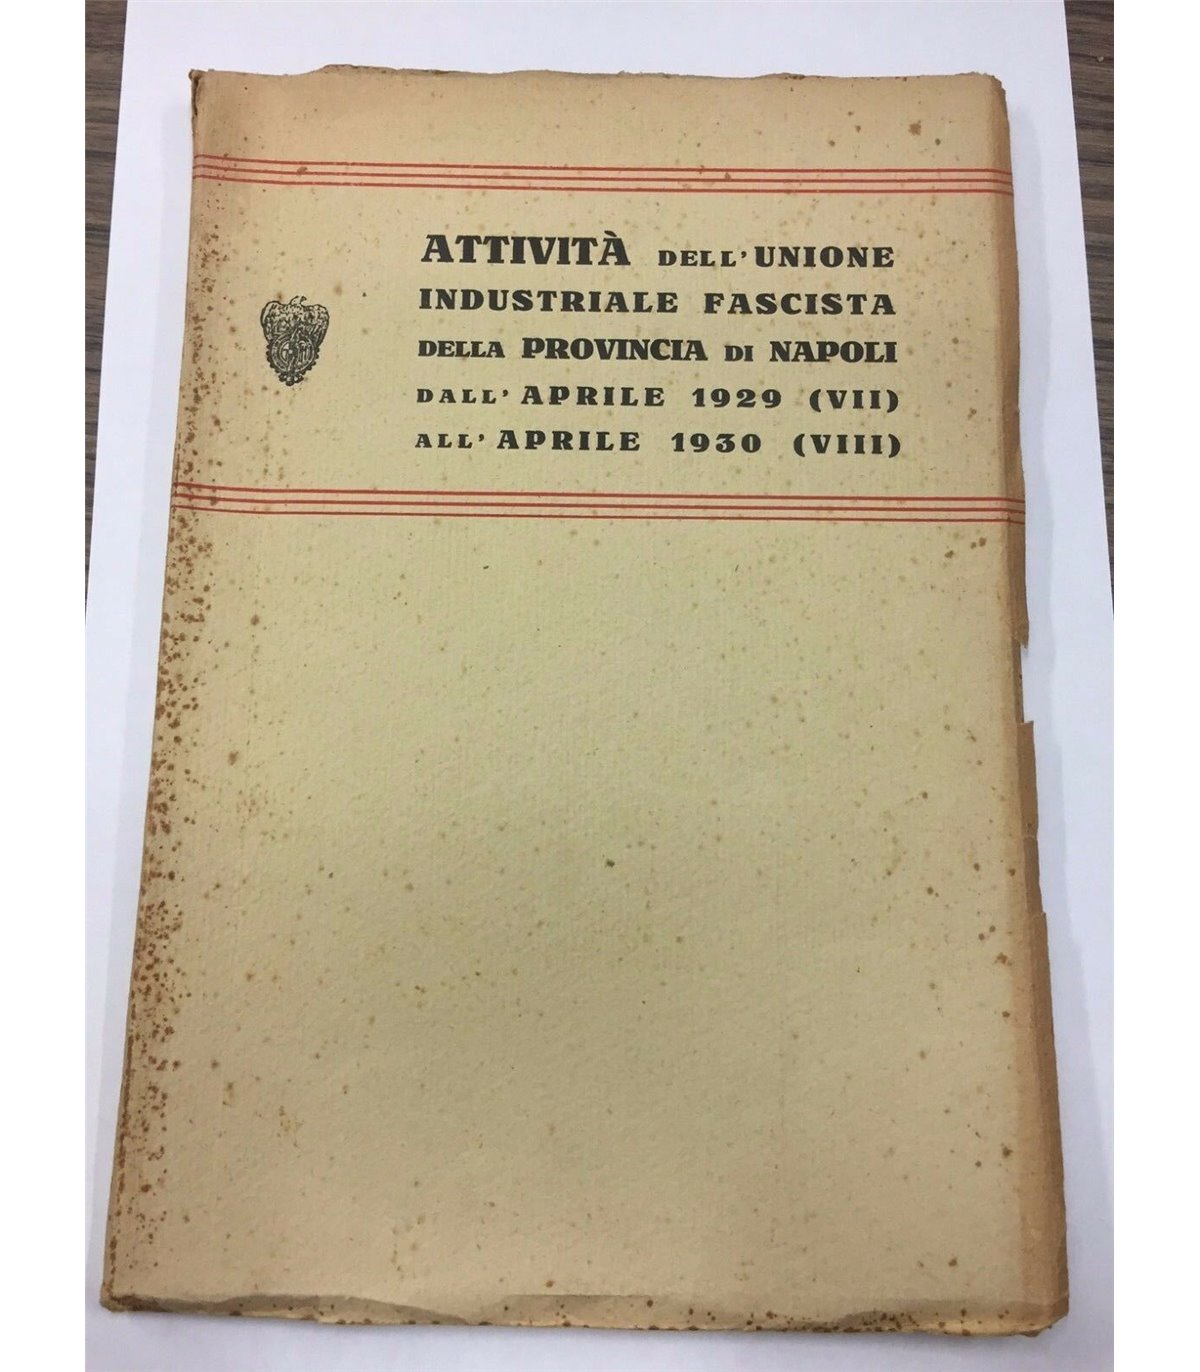 ATTIVITÀ DELL'UNIONE
INDUSTRIALE FASCISTA
DELLA PROVINCIA DI NAPOLI
DALL'APRILE 1929 (VII)
ALL'APRILE 1930 (VIII)